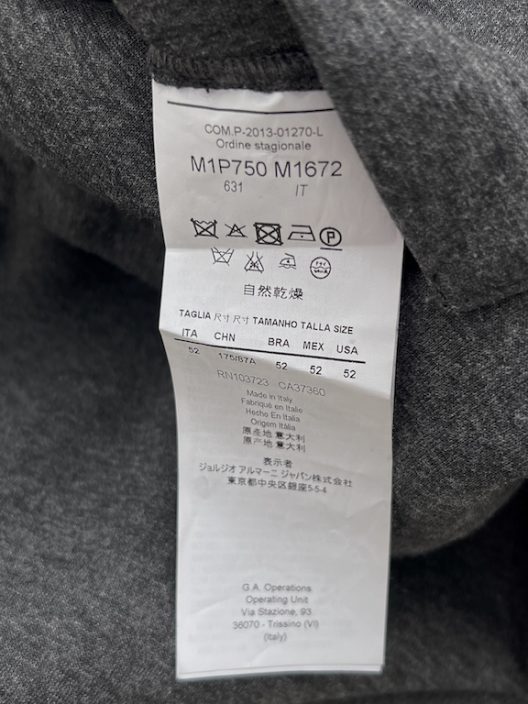 COM.P-2013-01270-L
Ordine stagionale
M1P750 M1672
631 IT
P
自然乾燥
TAGLIA 尺寸 尺寸 TAMANHO TALLA SIZE
ITA CHN BRA MEX USA
52 175/87A 52 52 52
RN103723 CA37360
Made in Italy
Fabriqué en Italie
Hecho En Italia
Origem Itália
原產地 意大利
原产地 意大利
表示者
ジョルジオ アルマーニ ジャパン株式会社
東京都中央区銀座5-5-4
G.A. Operations
Operating Unit
Via Stazione, 93
36070 - Trissino (VI)
(Italy)